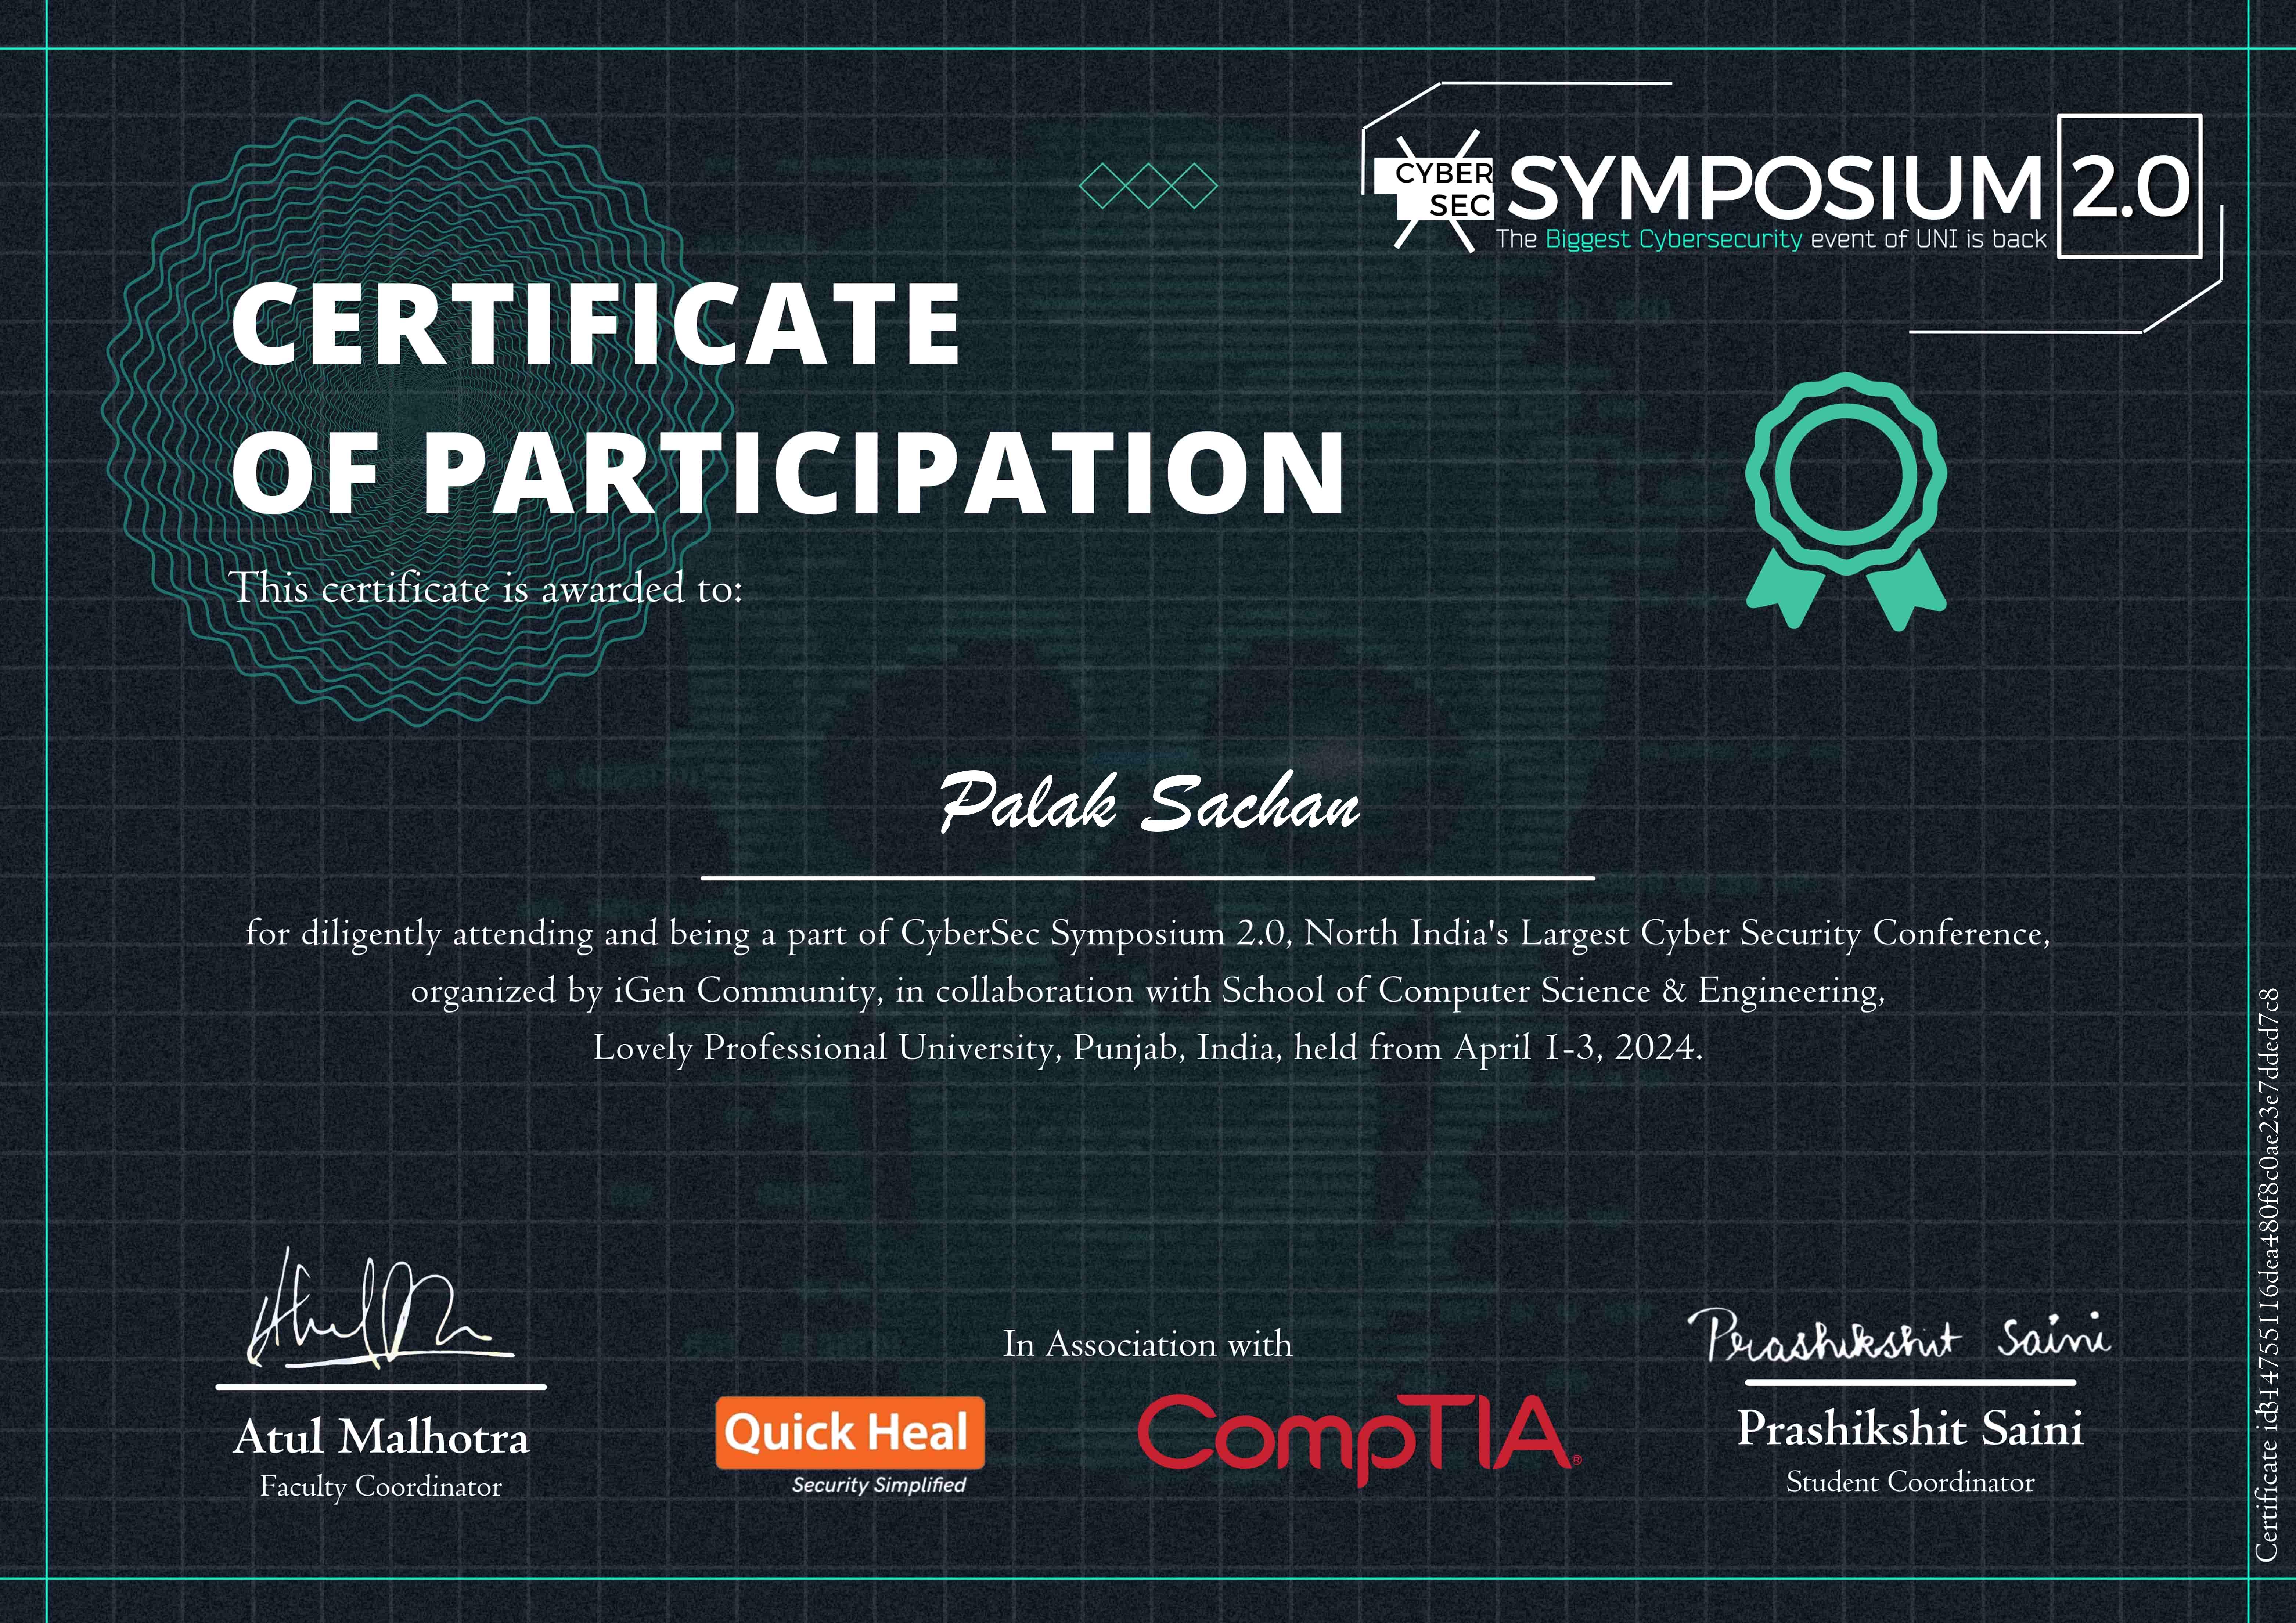 CYBER
SEC
SYMPOSIUM 2.0
The Biggest Cybersecurity event of UNI is back
CERTIFICATE
OF PARTICIPATION
This certificate is awarded to:
Palak Sachan
for diligently attending and being a part of CyberSec Symposium 2.0, North India's Largest Cyber Security Conference,
organized by iGen Community, in collaboration with School of Computer Science & Engineering,
Lovely Professional University, Punjab, India, held from April 1-3, 2024.
Atul M
Atul Malhotra
Faculty Coordinator
In Association with
Quick Heal
Security Simplified
CompTIA®
Prashikshit Saini
Prashikshit Saini
Student Coordinator
Certificate